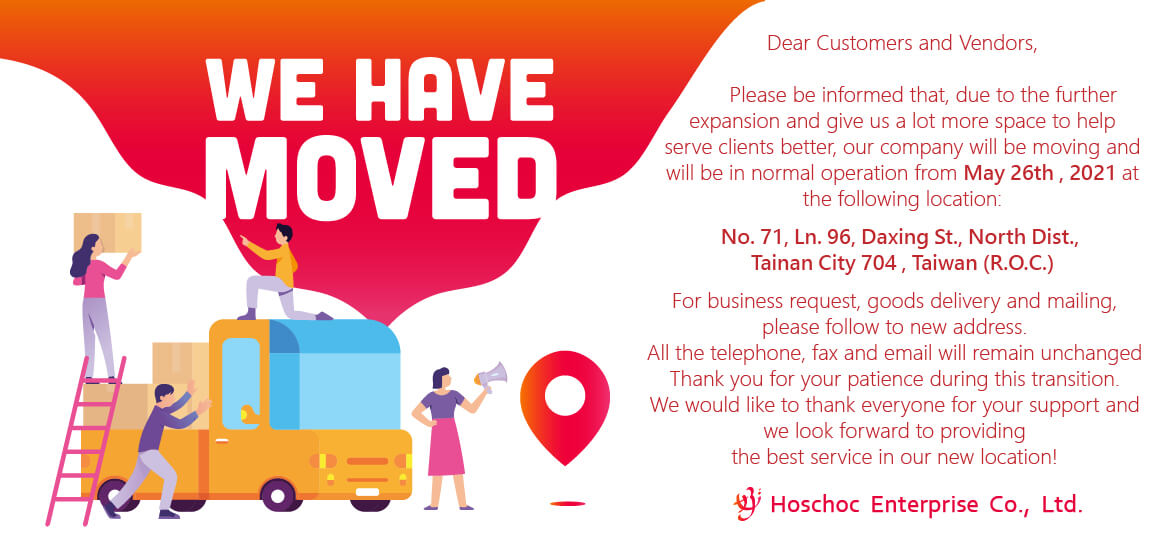 WE HAVE
MOVED
Dear Customers and Vendors,
Please be informed that, due to the further
expansion and give us a lot more space to help
serve clients better, our company will be moving and
will be in normal operation from May 26th , 2021 at
the following location:
No. 71, Ln. 96, Daxing St., North Dist.,
Tainan City 704 , Taiwan (R.O.C.)
For business request, goods delivery and mailing,
please follow to new address.
All the telephone, fax and email will remain unchanged
Thank you for your patience during this transition.
We would like to thank everyone for your support and
we look forward to providing
the best service in our new location!
Hoschoc Enterprise Co., Ltd.